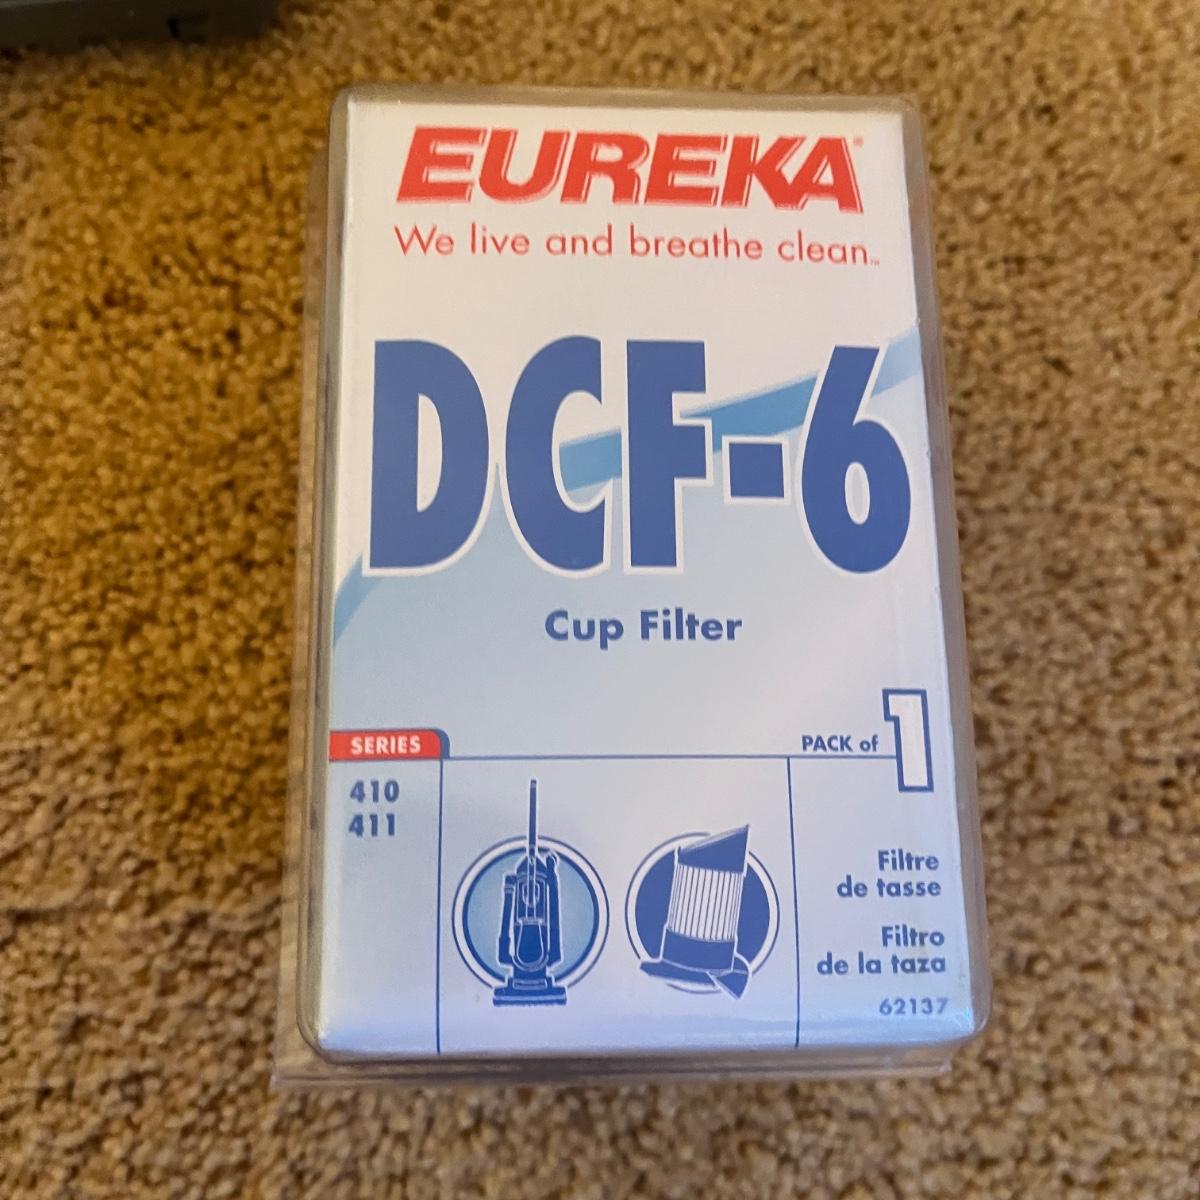 EUREKA®
We live and breathe clean.™
DCF-6
Cup Filter
SERIES
410
411
PACK of 1
Filtre
de tasse
Filtro
de la taza
62137